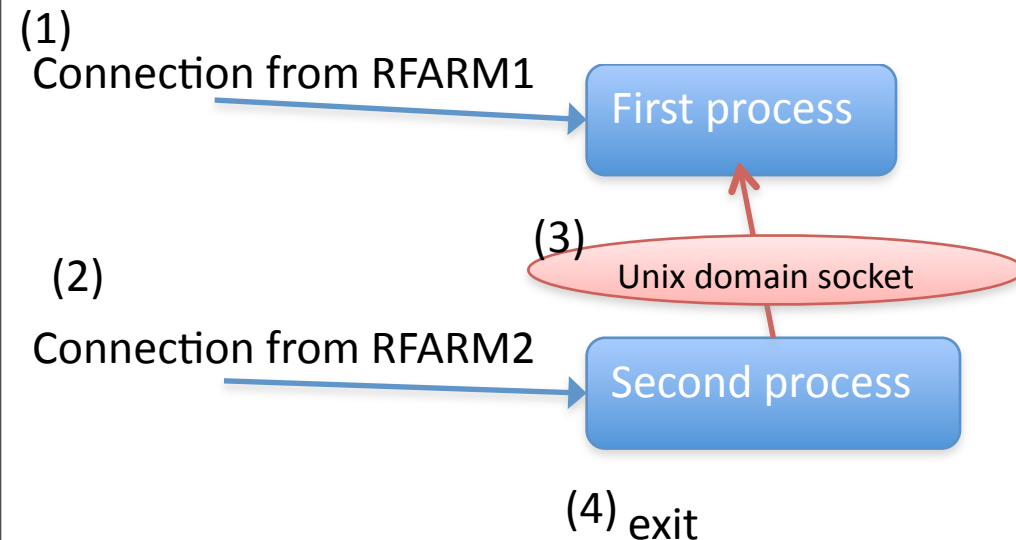 (1)
Connection from RFARM1
First process
(3)
Unix domain socket
(2)
Connection from RFARM2
Second process
(4) exit